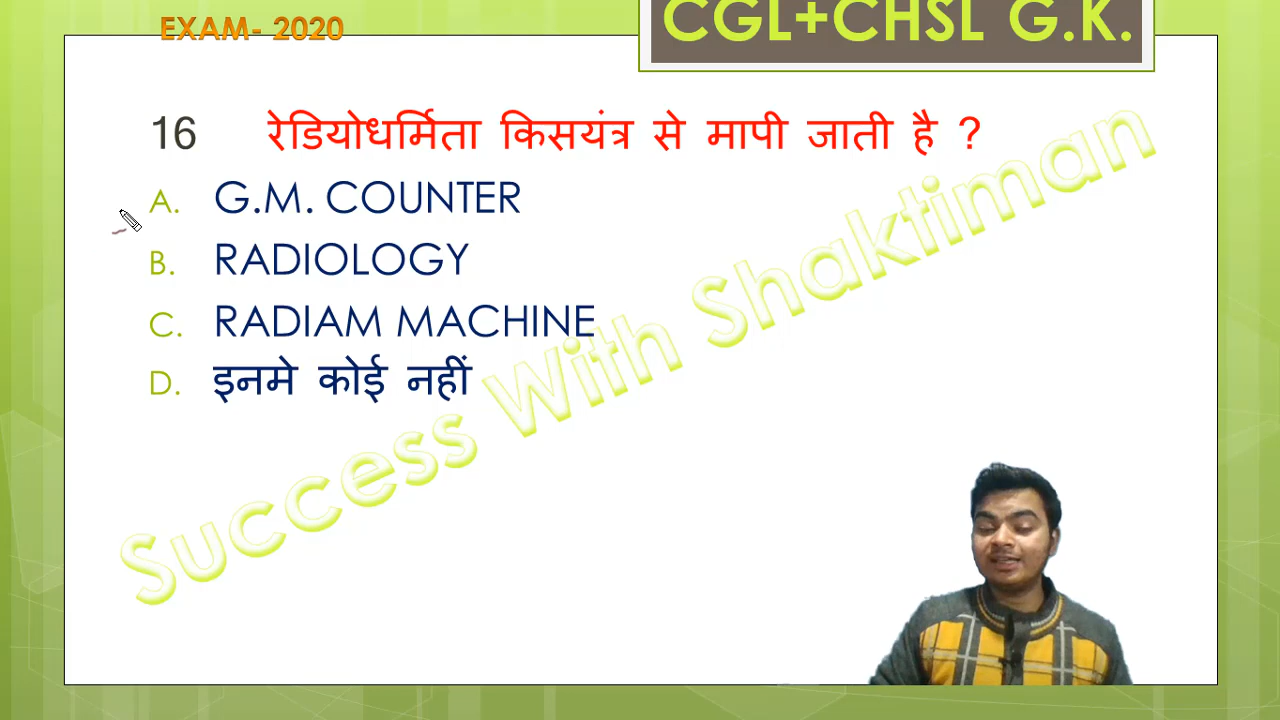 EXAM- 2020
CGL+CHSL G.K.
16 रेडियोधर्मिता किसयंत्र से मापी जाती है ?
A. G.M. COUNTER
B. RADIOLOGY
C. RADIAM MACHINE
D. इनमे कोई नहीं
Success With Shaktiman